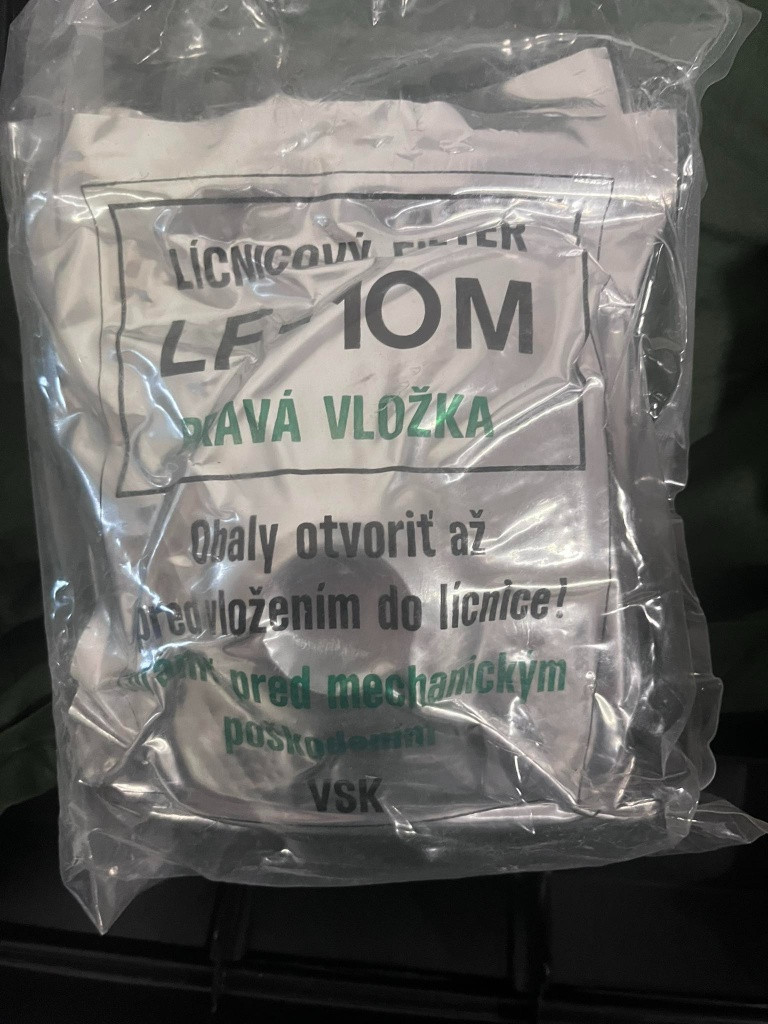 LÍCNICOVÝ FILTER
LF-10M
PRAVÁ VLOŽKA
Obaly otvoriť až
pred vložením do lícnice!
pred mechanickým
poškodením
VSK